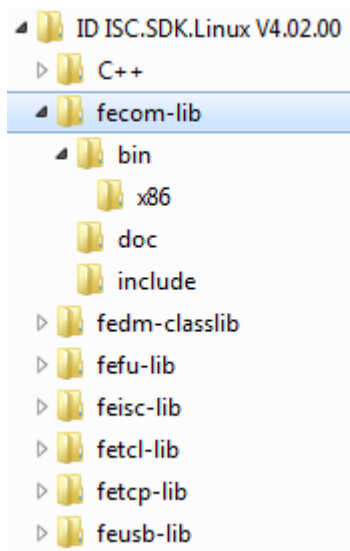 ID ISC.SDK.Linux V4.02.00
C++
fecom-lib
bin
x86
doc
include
fedm-classlib
fefu-lib
feisc-lib
fetcl-lib
fetcp-lib
feusb-lib